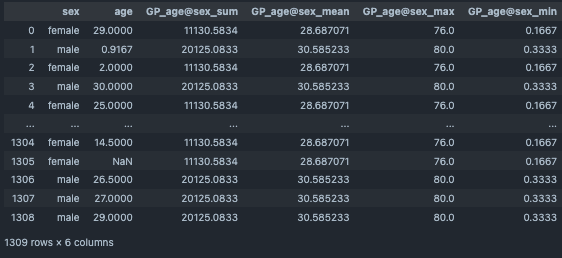 sex age GP_age@sex_sum GP_age@sex_mean GP_age@sex_max GP_age@sex_min
0 female 29.0000 11130.5834 28.687071 76.0 0.1667
1 male 0.9167 20125.0833 30.585233 80.0 0.3333
2 female 2.0000 11130.5834 28.687071 76.0 0.1667
3 male 30.0000 20125.0833 30.585233 80.0 0.3333
4 female 25.0000 11130.5834 28.687071 76.0 0.1667
... ... ... ... ... ... ...
1304 female 14.5000 11130.5834 28.687071 76.0 0.1667
1305 female NaN 11130.5834 28.687071 76.0 0.1667
1306 male 26.5000 20125.0833 30.585233 80.0 0.3333
1307 male 27.0000 20125.0833 30.585233 80.0 0.3333
1308 male 29.0000 20125.0833 30.585233 80.0 0.3333
1309 rows × 6 columns